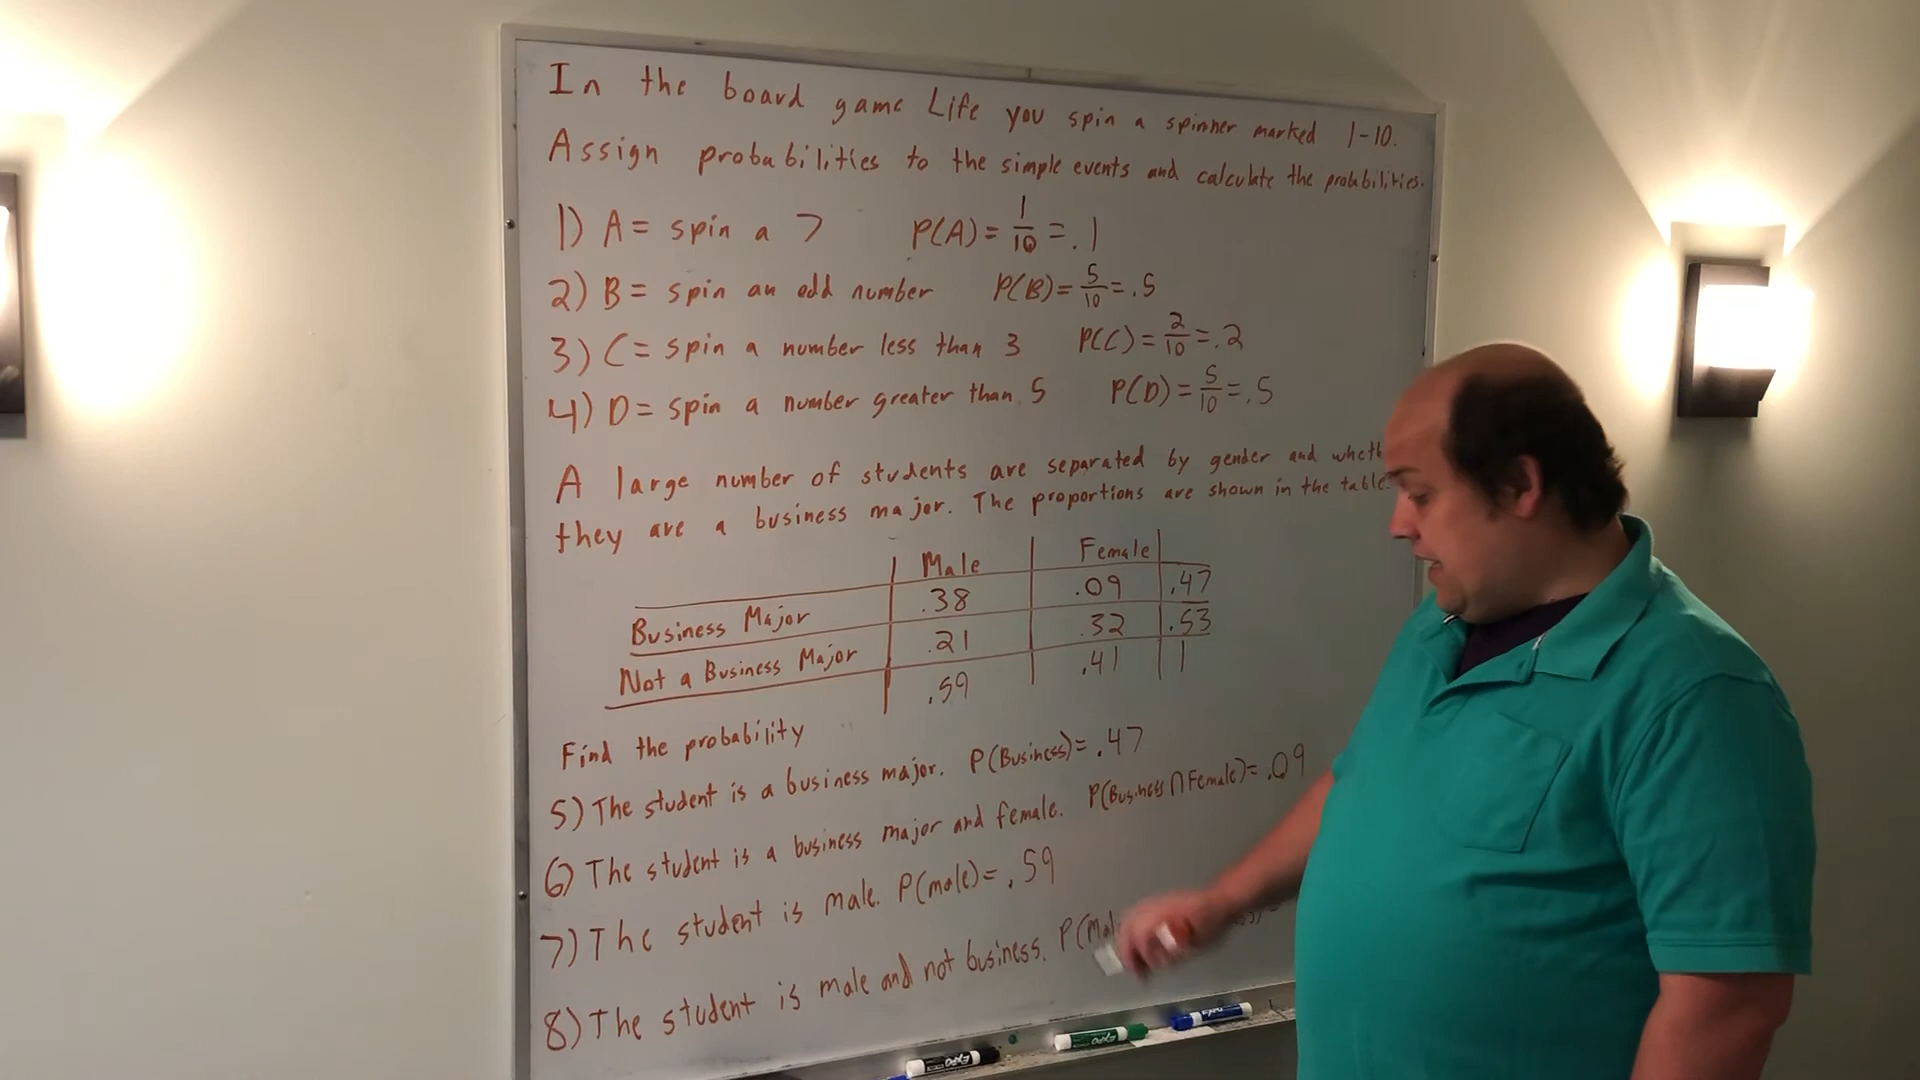 In the board game Life you spin a spinner marked 1-10.
Assign probabilities to the simple events and calculate the probabilities.
1) A= spin a 7 P(A)= 1/10 =.1
2) B= spin an odd number P(B)= 5/10 =.5
3) C= spin a number less than 3 P(C)= 2/10 =.2
4) D= spin a number greater than 5 P(D)= 5/10 =.5
A large number of students are separated by gender and
they are a business major. The proportions are shown in the table.
Male Female
Business Major .38 .09 .47
Not a Business Major .21 .32 .53
.59 .41 1
Find the probability
5) The student is a business major. P(Business)= .47
6) The student is a business major and female. P(Business∩Female)= .09
7) The student is male. P(male)= .59
8) The student is male and not business.
EXPO
EXPO
EXPO